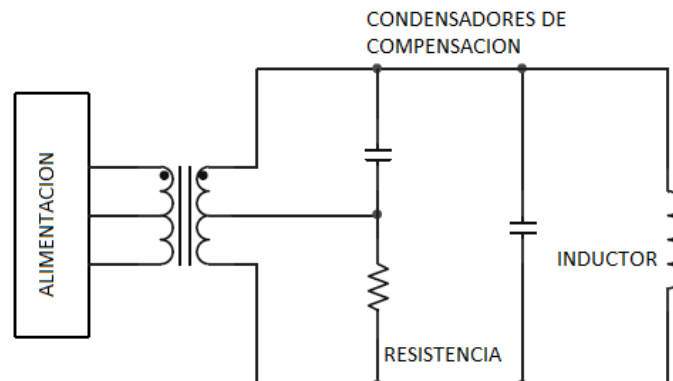 CONDENSADORES DE
COMPENSACION
ALIMENTACION
INDUCTOR
RESISTENCIA